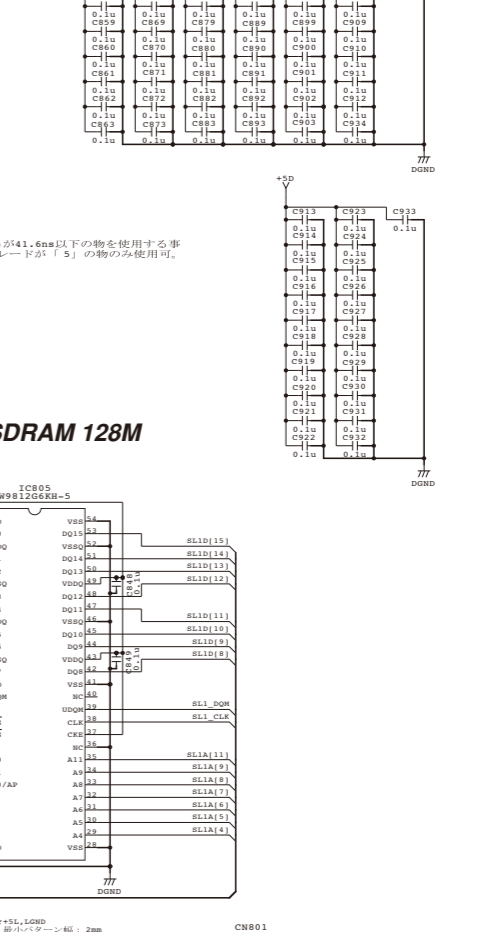 C859 C869 C879 C889 C899 C909
0.1u 0.1u 0.1u 0.1u 0.1u 0.1u
C860 C870 C880 C890 C900 C910
0.1u 0.1u 0.1u 0.1u 0.1u 0.1u
C861 C871 C881 C891 C901 C911
0.1u 0.1u 0.1u 0.1u 0.1u 0.1u
C862 C872 C882 C892 C902 C912
0.1u 0.1u 0.1u 0.1u 0.1u 0.1u
C863 C873 C883 C893 C903 C934
0.1u 0.1u 0.1u 0.1u 0.1u 0.1u
DGND
+5D
C913 C923 C933
0.1u 0.1u 0.1u
C914 C924
0.1u 0.1u
C915 C925
0.1u 0.1u
C916 C926
0.1u 0.1u
C917 C927
0.1u 0.1u
C918 C928
0.1u 0.1u
C919 C929
0.1u 0.1u
C920 C930
0.1u 0.1u
C921 C931
0.1u 0.1u
C922 C932
0.1u 0.1u
DGND
が41.6ns以下の物を使用する事
レードが「 5」の物のみ使用可。
SDRAM 128M
IC805
W9812G6KH-5
VSS 54
DQ15 53 SL1D[15]
VSSQ 52
DQ14 51 SL1D[14]
DQ13 50 SL1D[13]
VDDQ 49 C848 0.1u
DQ12 48 SL1D[12]
DQ11 47 SL1D[11]
VSSQ 46
DQ10 45 SL1D[10]
DQ9 44 SL1D[9]
VDDQ 43 C849 0.1u
DQ8 42 SL1D[8]
VSS 41
NC 40
UDQM 39 SL1_DQM
CLK 38 SL1_CLK
CKE 37
NC 36
A11 35 SL1A[11]
A9 34 SL1A[9]
/AP A8 33 SL1A[8]
A7 32 SL1A[7]
A6 31 SL1A[6]
A5 30 SL1A[5]
A4 29 SL1A[4]
VSS 28
DGND
+5L,LGND
最小パターン幅: 2mm
CN801